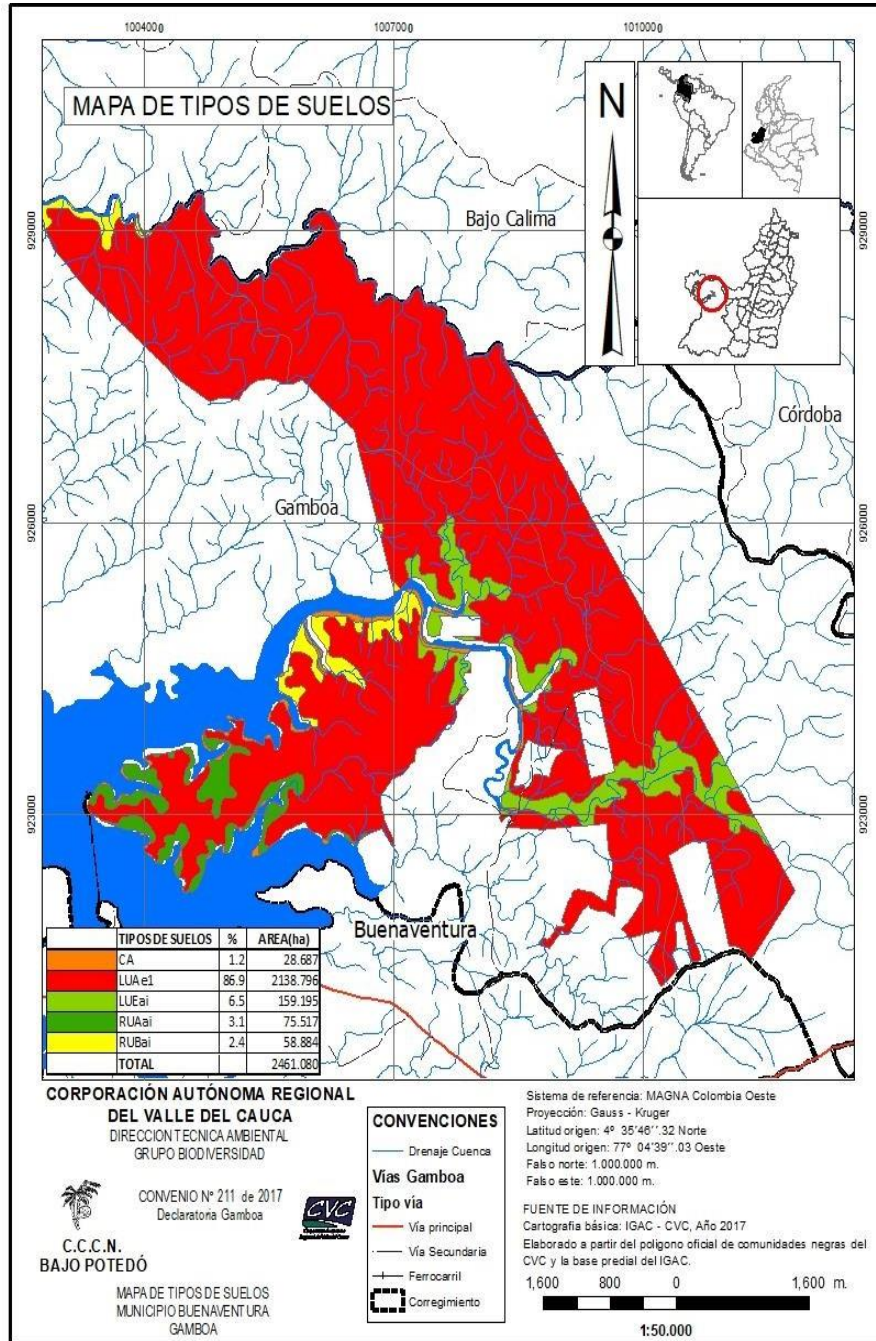 1004000
1007000
1010000
MAPA DE TIPOS DE SUELOS
N
929000
Bajo Calima
929000
Córdoba
926000
Gamboa
926000
923000
923000
Buenaventura
TIPOS DE SUELOS % AREA(ha)
CA 1.2 28.687
LUAe1 86.9 2138.796
LUEai 6.5 159.195
RUAai 3.1 75.517
RUBai 2.4 58.884
TOTAL 2461.080
CORPORACIÓN AUTÓNOMA REGIONAL
DEL VALLE DEL CAUCA
DIRECCION TECNICA AMBIENTAL
GRUPO BIODIVERSIDAD
CONVENIO Nº 211 de 2017
Declaratoria Gamboa
CVC
C.C.C.N.
BAJO POTEDÓ
MAPA DE TIPOS DE SUELOS
MUNICIPIO BUENAVENTURA
GAMBOA
CONVENCIONES
Drenaje Cuenca
Vías Gamboa
Tipo vía
Vía principal
Vía Secundaria
Ferrocarril
Corregimiento
Sistema de referencia: MAGNA Colombia Oeste
Proyección: Gauss - Kruger
Latitud origen: 4º 35'46''.32 Norte
Longitud origen: 77º 04'39''.03 Oeste
Falso norte: 1.000.000 m.
Falso este: 1.000.000 m.
FUENTE DE INFORMACIÓN
Cartografía básica: IGAC - CVC, Año 2017
Elaborado a partir del poligono oficial de comunidades negras del
CVC y la base predial del IGAC.
1,600 800 0 1,600 m.
1:50.000